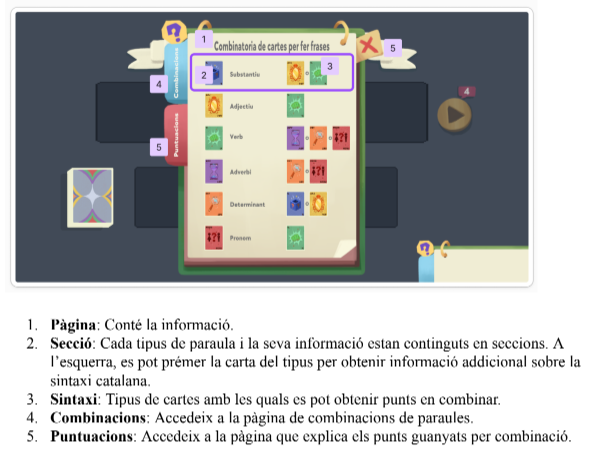 1
Combinatoria de cartes per fer frases
5
2
Substantiu
o
3
4
Combinacions
Adjectiu
4
Verb
o
o
‽?!
5
Puntuacions
Adverbi
o
Determinant
o
Pronom
1. Pàgina: Conté la informació.
2. Secció: Cada tipus de paraula i la seva informació estan continguts en seccions. A
l’esquerra, es pot prémer la carta del tipus per obtenir informació addicional sobre la
sintaxi catalana.
3. Sintaxi: Tipus de cartes amb les quals es pot obtenir punts en combinar.
4. Combinacions: Accedeix a la pàgina de combinacions de paraules.
5. Puntuacions: Accedeix a la pàgina que explica els punts guanyats per combinació.